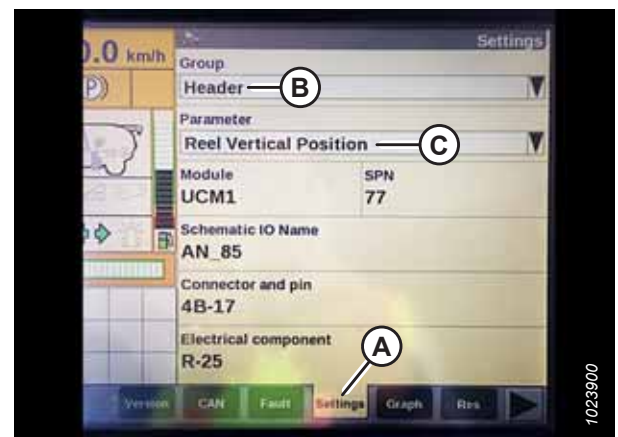 0.0 km/h
Settings
Group
(P)
Header
B
Parameter
Reel Vertical Position
C
Module SPN
UCM1 77
Schematic IO Name
AN_85
Connector and pin
4B-17
Electrical component
A
R-25
Version CAN Fault Settings Graph Res
1023900